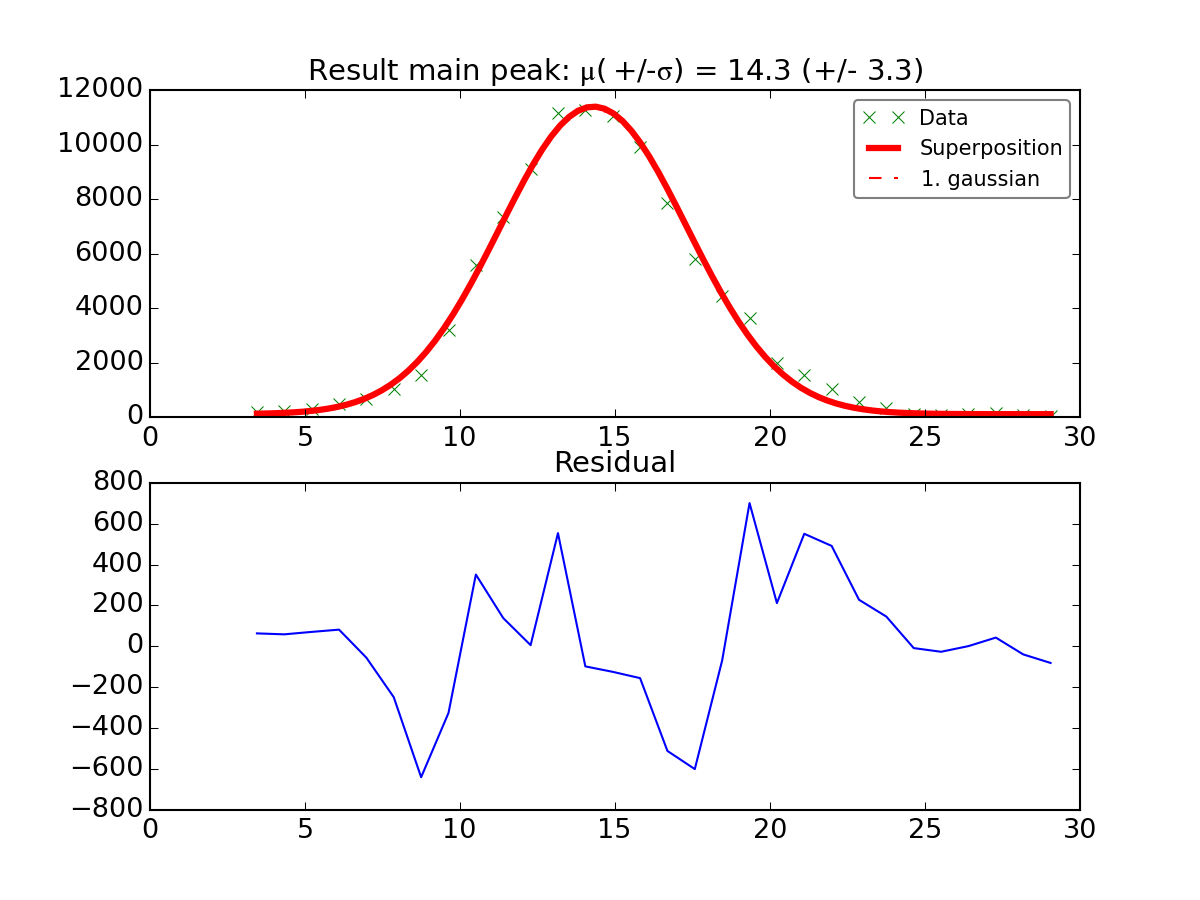 Result main peak: μ( +/-σ) = 14.3 (+/- 3.3)
12000
10000
8000
6000
4000
2000
0
Data
Superposition
1. gaussian
0 5 10 15 20 25 30
Residual
800
600
400
200
0
−200
−400
−600
−800
0 5 10 15 20 25 30